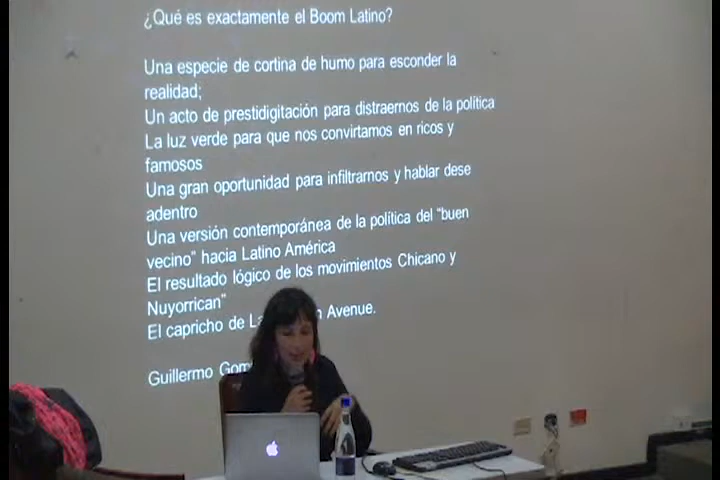 ¿Qué es exactamente el Boom Latino?
Una especie de cortina de humo para esconder la
realidad;
Un acto de prestidigitación para distraernos de la política
La luz verde para que nos convirtamos en ricos y
famosos
Una gran oportunidad para infiltrarnos y hablar dese
adentro
Una versión contemporánea de la política del "buen
vecino" hacia Latino América
El resultado lógico de los movimientos Chicano y
Nuyorrican"
El capricho de Avenue.
Guillermo